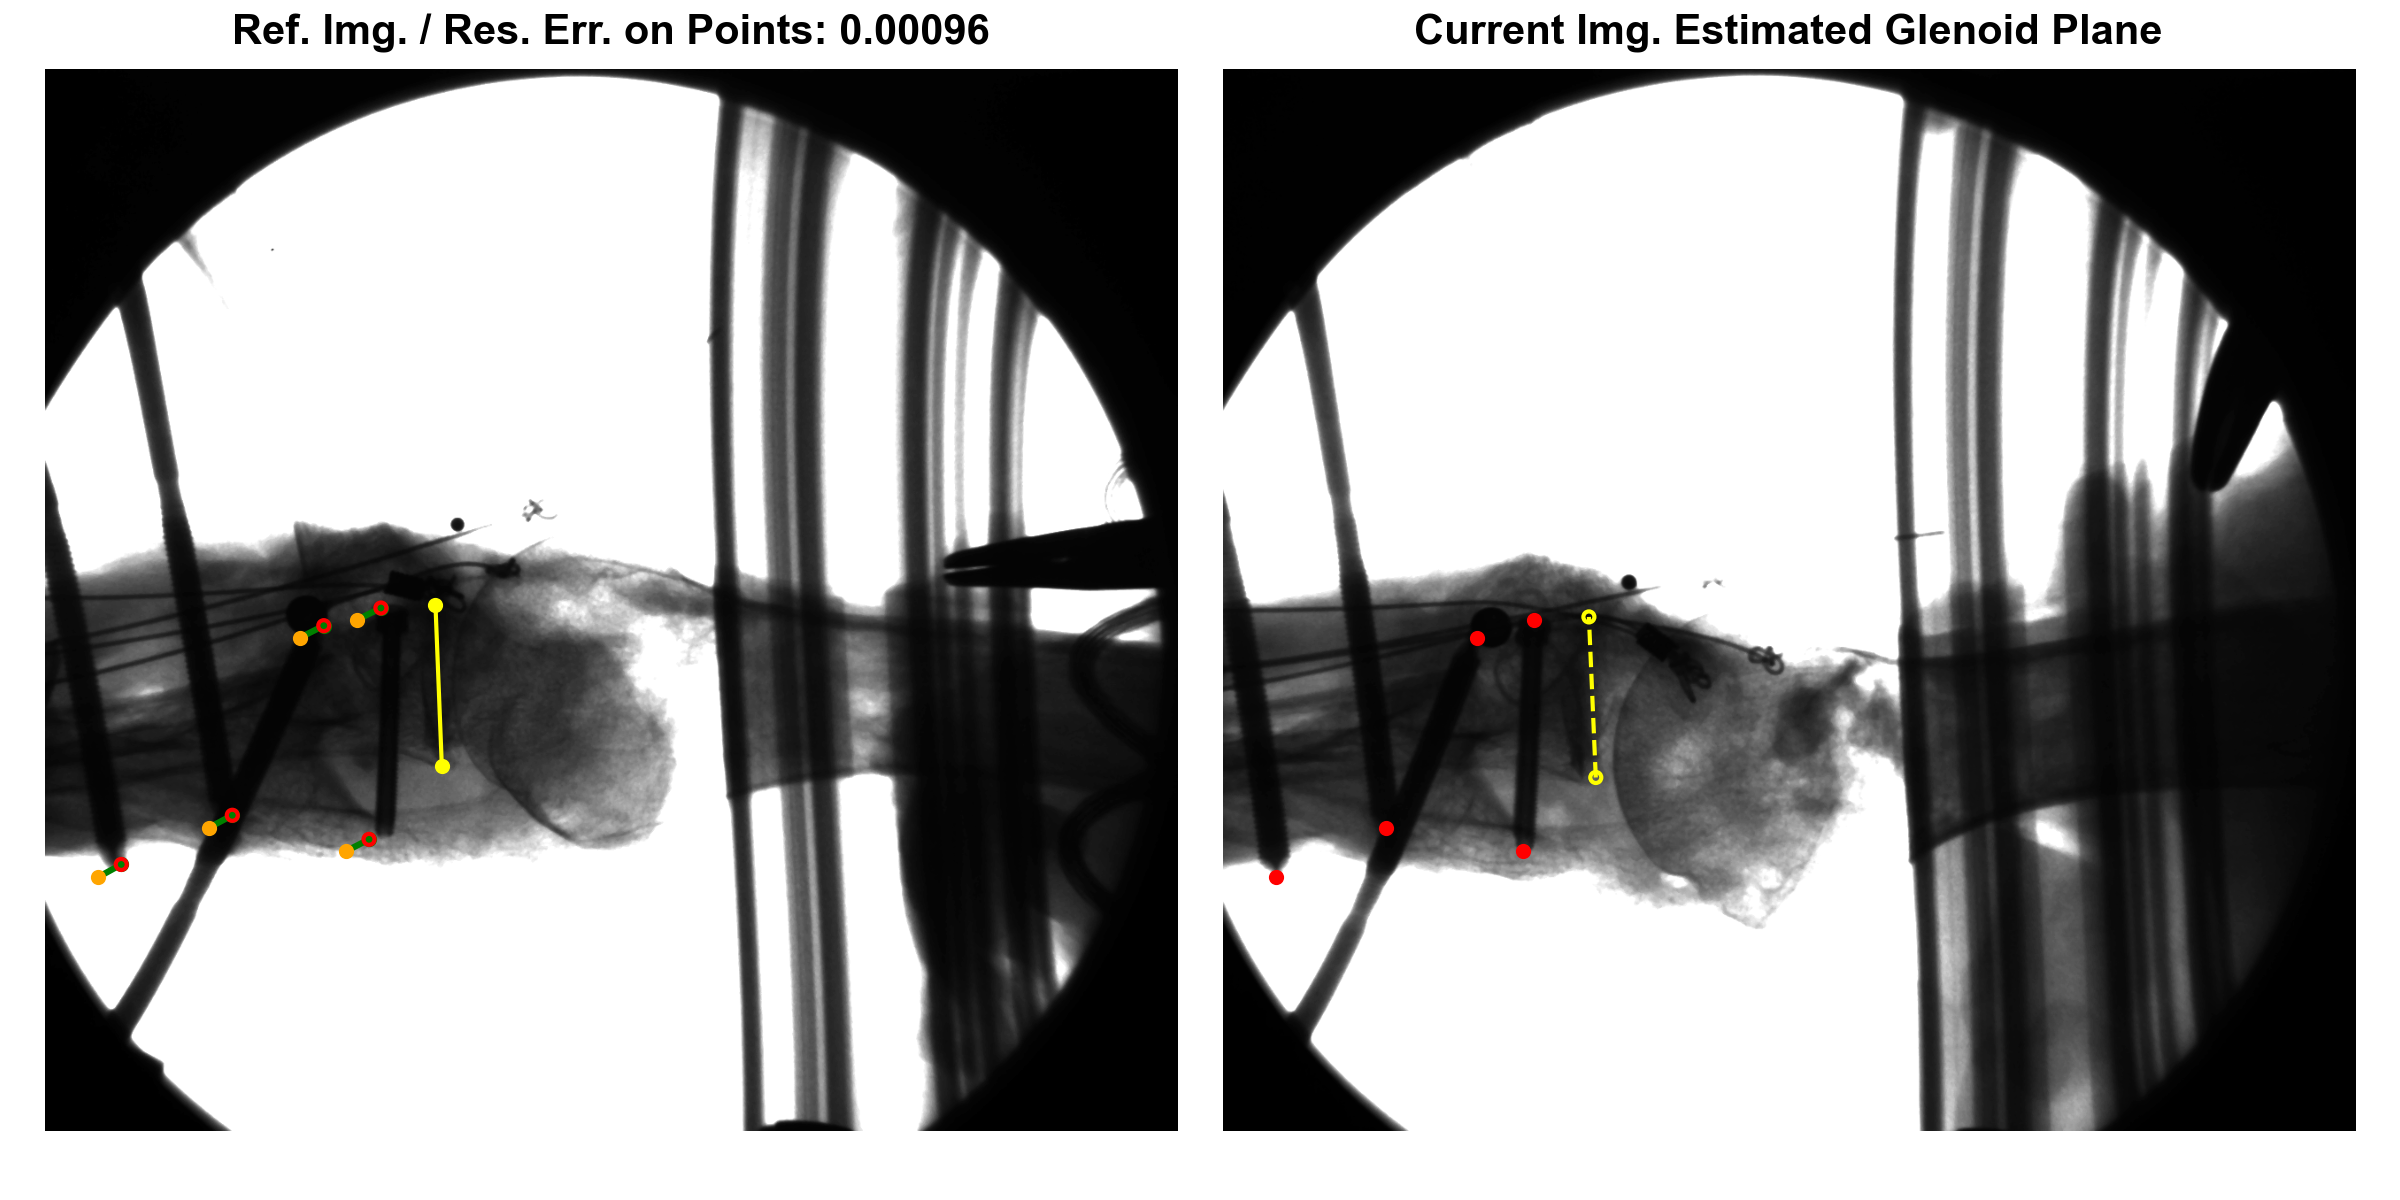 Ref. Img. / Res. Err. on Points: 0.00096
Current Img. Estimated Glenoid Plane